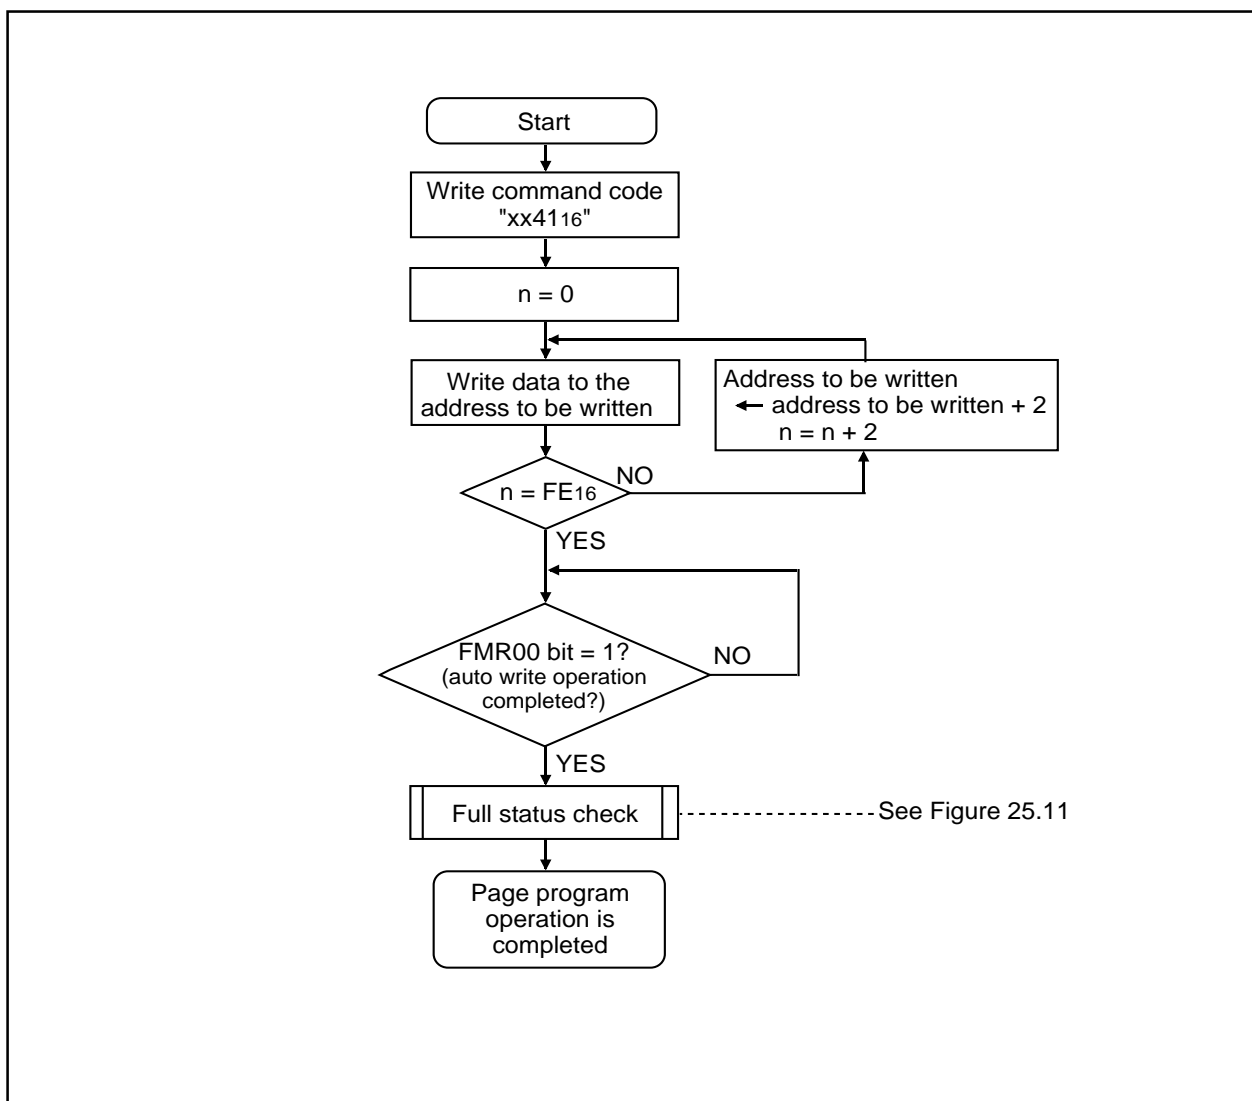 Start
Write command code
"xx4116"
n = 0
Write data to the
address to be written
Address to be written
← address to be written + 2
n = n + 2
n = FE16
NO
YES
FMR00 bit = 1?
(auto write operation
completed?)
NO
YES
Full status check
See Figure 25.11
Page program
operation is
completed